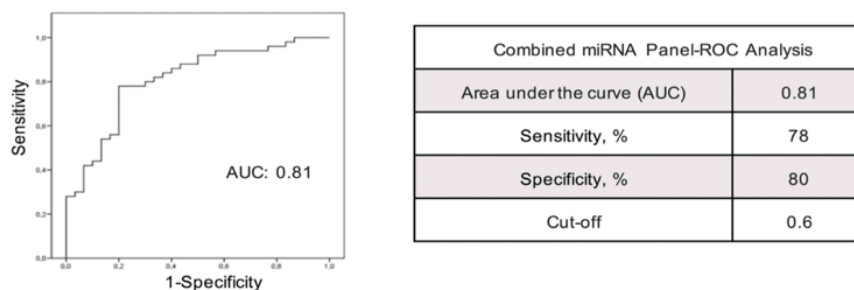 1,0
0,8
0,6
0,4
0,2
0,0
Sensitivity
AUC: 0.81
0,0 0,2 0,4 0,6 0,8 1,0
1-Specificity
Combined miRNA Panel-ROC Analysis
Area under the curve (AUC) 0.81
Sensitivity, % 78
Specificity, % 80
Cut-off 0.6